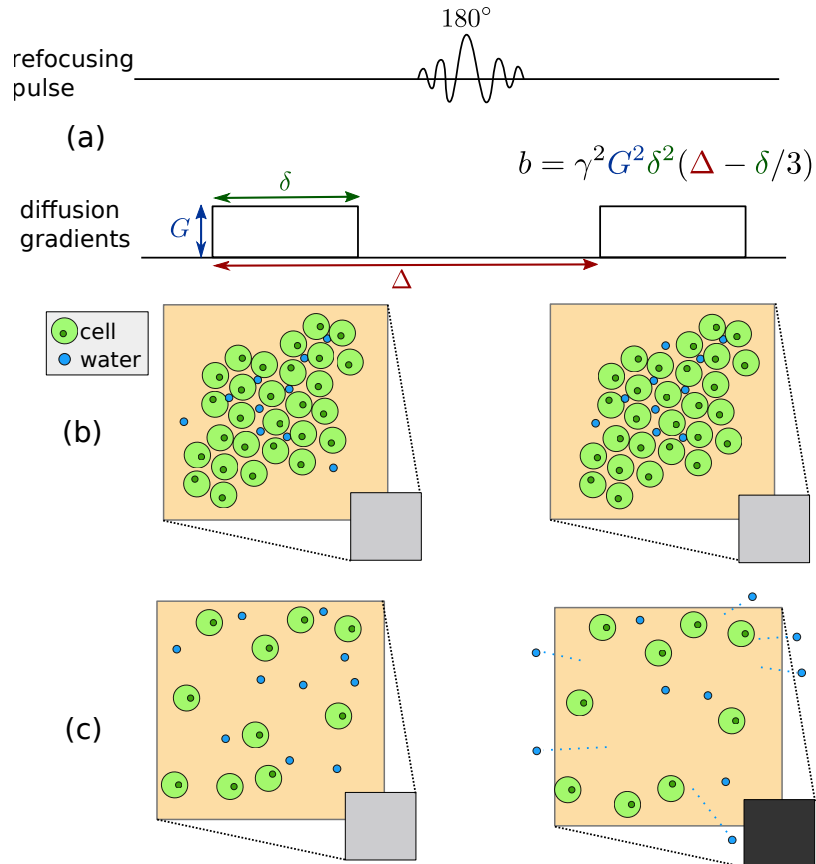 180°
refocusing
pulse
(a)
b = γ²G²δ²(Δ − δ/3)
δ
diffusion
gradients
G
Δ
cell
water
(b)
(c)